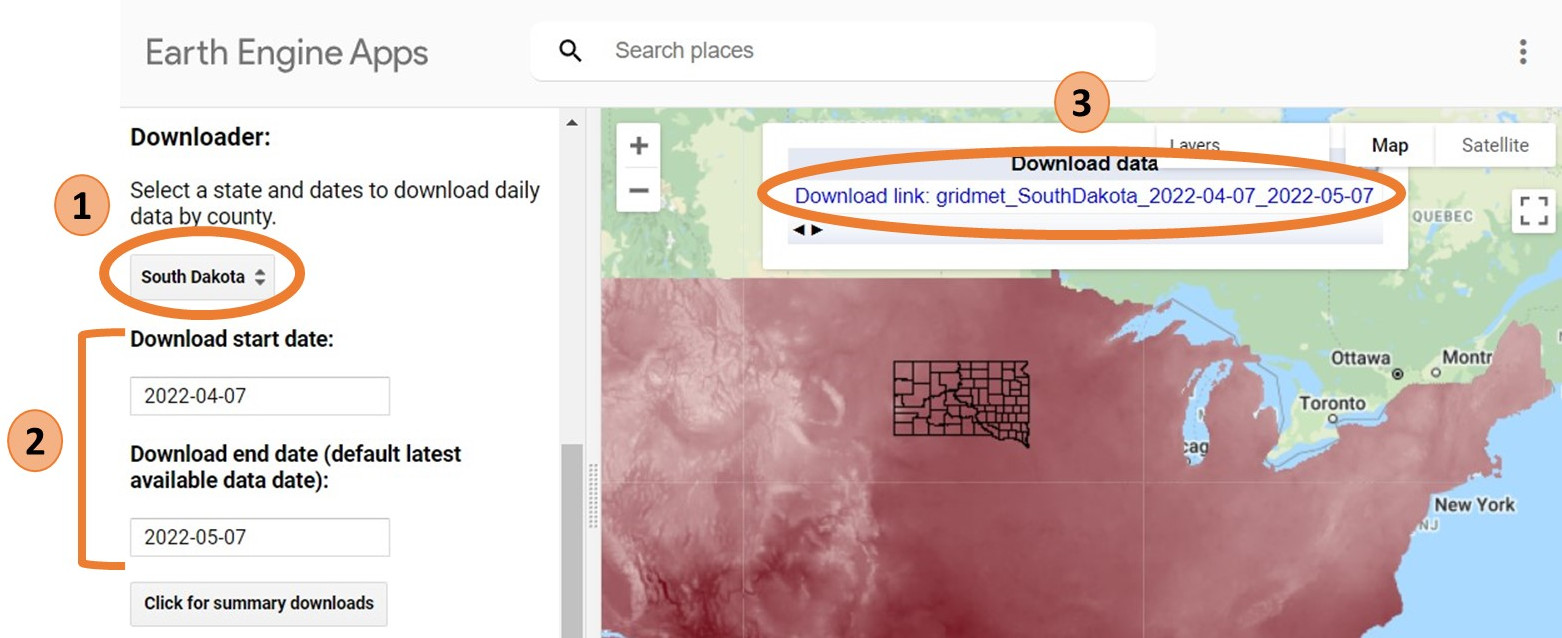 Earth Engine Apps
Search places
3
Downloader:
1
Select a state and dates to download daily
data by county.
South Dakota
2
Download start date:
2022-04-07
Download end date (default latest
available data date):
2022-05-07
Click for summary downloads
+
−
Layers
Map
Satellite
Download data
Download link: gridmet_SouthDakota_2022-04-07_2022-05-07
QUEBEC
Ottawa
Montr
Toronto
cag
New York
NJ